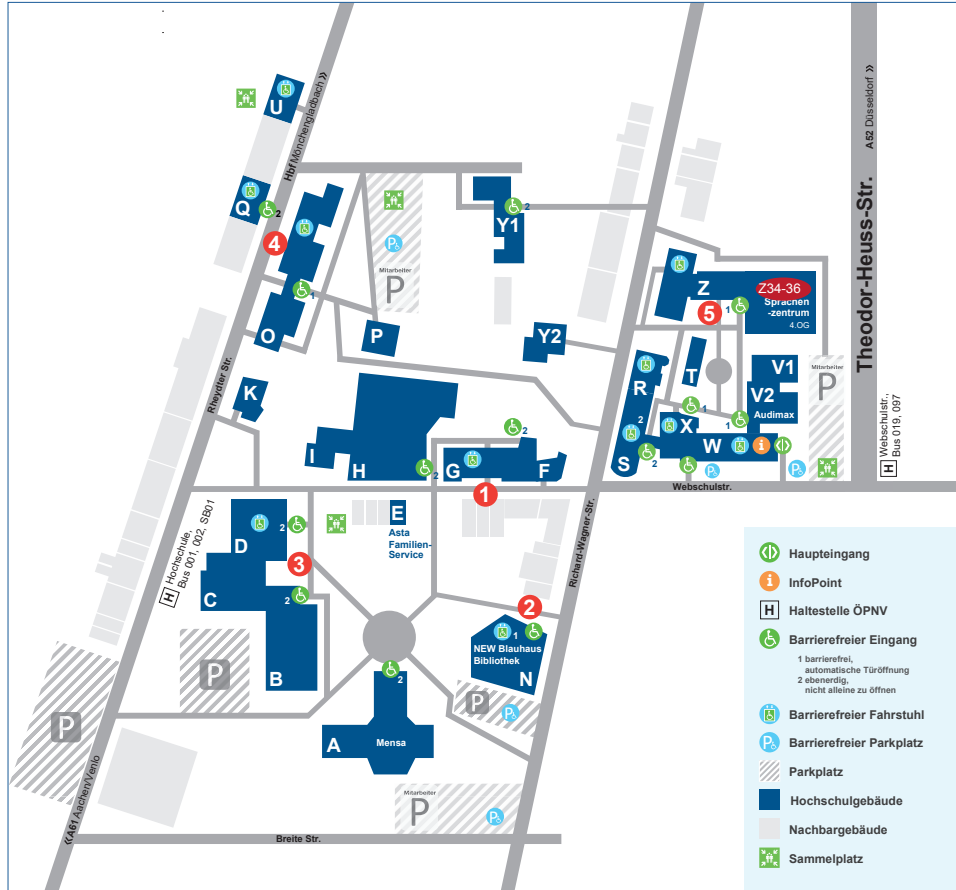 U
Hbf Mönchengladbach »
A52 Düsseldorf »
Theodor-Heuss-Str.
Q
2
4
Mitarbeiter
P
2
Y1
1
O
P
Y2
Z
Z34-36
Sprachen
-zentrum
4.OG
5
1
Mitarbeiter
P
Rheydter Str.
K
R
2
T
V1
V2
Audimax
1
1
X
W
i
S
2
Webschulstr.
H
Webschulstr.,
Bus 019, 097
I
H
2
G
2
F
1
H
Hochschule,
Bus 001, 002, SB01
D
2
E
Asta
Familien-
Service
3
C
2
B
P
P
Richard-Wagner-Str.
2
1
NEW Blauhaus
Bibliothek
N
P
P
2
A
Mensa
Mitarbeiter
P
P
«A61 Aachen/Venlo
Breite Str.
Haupteingang
i
InfoPoint
H
Haltestelle ÖPNV
Barrierefreier Eingang
1 barrierefrei,
automatische Türöffnung
2 ebenerdig,
nicht alleine zu öffnen
Barrierefreier Fahrstuhl
P
Barrierefreier Parkplatz
Parkplatz
Hochschulgebäude
Nachbargebäude
Sammelplatz